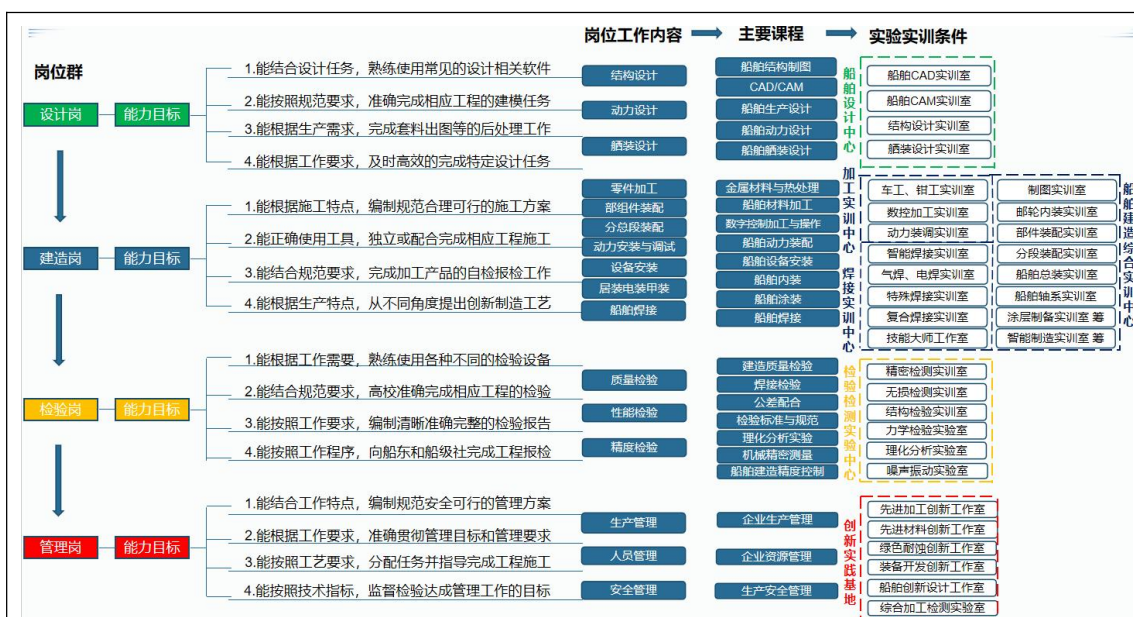 岗位工作内容
主要课程
实验实训条件
岗位群
设计岗
能力目标
1.能结合设计任务，熟练使用常见的设计相关软件
2.能按照规范要求，准确完成相应工程的建模任务
3.能根据生产需求，完成套料出图等的后处理工作
4.能根据工作要求，及时高效的完成特定设计任务
结构设计
动力设计
舾装设计
船舶结构制图
CAD/CAM
船舶生产设计
船舶动力设计
船舶舾装设计
船舶设计中心
船舶CAD实训室
船舶CAM实训室
结构设计实训室
舾装设计实训室
建造岗
能力目标
1.能根据施工特点，编制规范合理可行的施工方案
2.能正确使用工具，独立或配合完成相应工程施工
3.能结合规范要求，完成加工产品的自检报检工作
4.能根据生产特点，从不同角度提出创新制造工艺
零件加工
部组件装配
分总段装配
动力安装与调试
设备安装
居装电装甲装
船舶焊接
金属材料与热处理
船舶材料加工
数字控制加工与操作
船舶动力装配
船舶设备安装
船舶内装
船舶涂装
船舶焊接
加工实训中心
焊接实训中心
车工、钳工实训室
数控加工实训室
动力装调实训室
智能焊接实训室
气焊、电焊实训室
特殊焊接实训室
复合焊接实训室
技能大师工作室
制图实训室
邮轮内装实训室
部件装配实训室
分段装配实训室
船舶总装实训室
船舶轴系实训室
涂层制备实训室 筹
智能制造实训室 筹
船舶建造综合实训中心
检验岗
能力目标
1.能根据工作需要，熟练使用各种不同的检验设备
2.能结合规范要求，高校准确完成相应工程的检验
3.能按照工作要求，编制清晰准确完整的检验报告
4.能按照工作程序，向船东和船级社完成工程报检
质量检验
性能检验
精度检验
建造质量检验
焊接检验
公差配合
检验标准与规范
理化分析实验
机械精密测量
船舶建造精度控制
检验检测实验中心
精密检测实训室
无损检测实训室
结构检验实训室
力学检验实验室
理化分析实验室
噪声振动实验室
管理岗
能力目标
1.能结合工作特点，编制规范安全可行的管理方案
2.能根据工作要求，准确贯彻管理目标和管理要求
3.能按照工艺要求，分配任务并指导完成工程施工
4.能按照技术指标，监督检验达成管理工作的目标
生产管理
人员管理
安全管理
企业生产管理
企业资源管理
生产安全管理
创新实践基地
先进加工创新工作室
先进材料创新工作室
绿色耐蚀创新工作室
装备开发创新工作室
船舶创新设计工作室
综合加工检测实验室